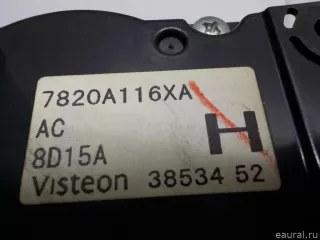 7820A116XA
AC H
8D15A
Visteon 38534 52
© eaural.ru